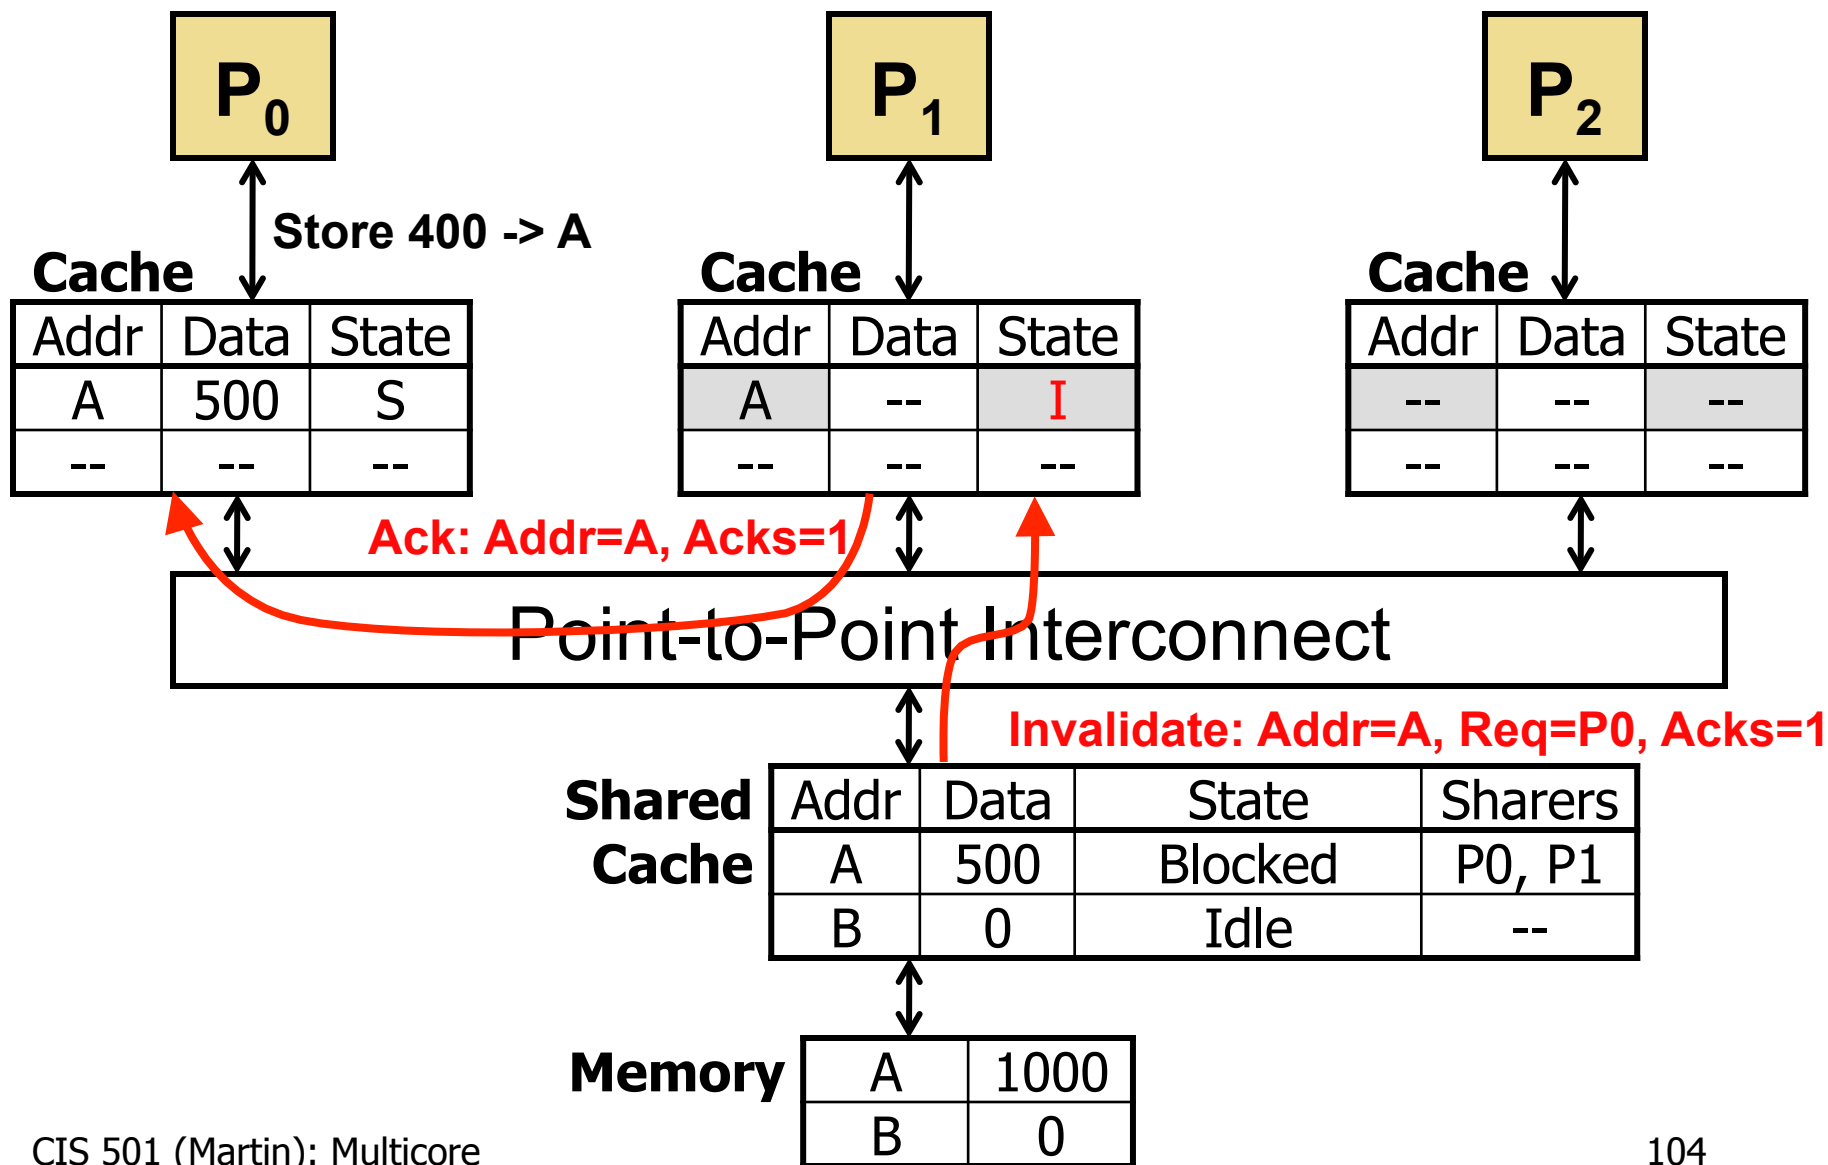 P0 P1 P2
Store 400 -> A
Cache Cache Cache
Addr Data State Addr Data State Addr Data State
A 500 S A -- I -- -- --
-- -- -- -- -- -- -- -- --
Ack: Addr=A, Acks=1
Point-to-Point Interconnect
Invalidate: Addr=A, Req=P0, Acks=1
Shared Addr Data State Sharers
Cache A 500 Blocked P0, P1
B 0 Idle --
Memory A 1000
B 0
CIS 501 (Martin): Multicore 104